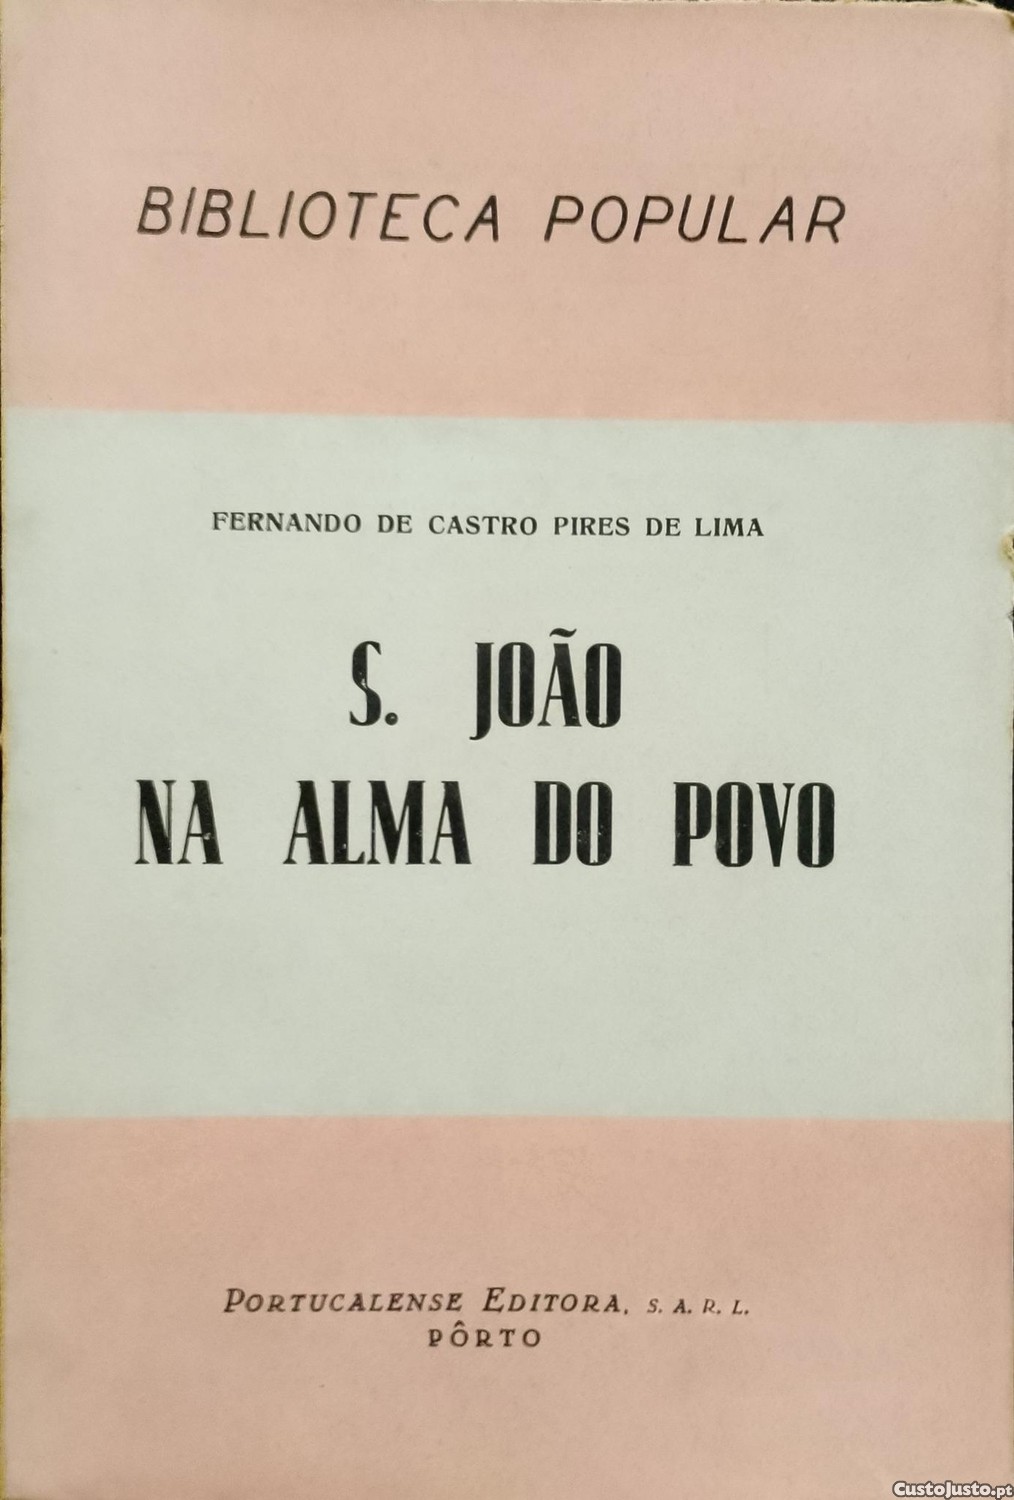 BIBLIOTECA POPULAR
FERNANDO DE CASTRO PIRES DE LIMA
S. JOÃO
NA ALMA DO POVO
PORTUCALENSE EDITORA, S. A. R. L.
PÔRTO
CustoJusto.pt